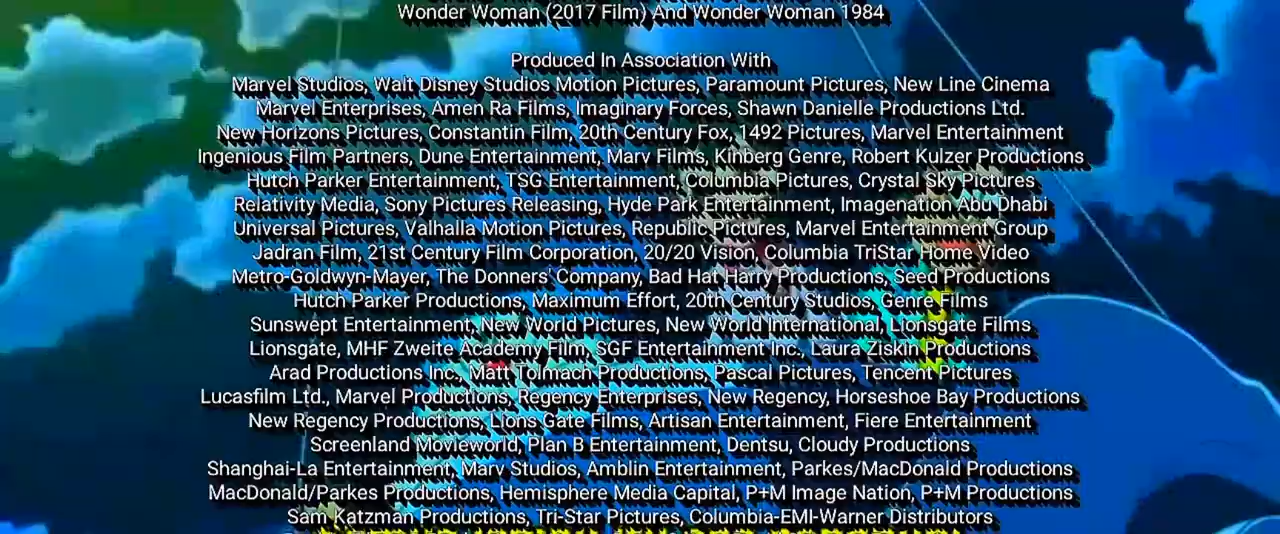 Wonder Woman (2017 Film) And Wonder Woman 1984
Produced In Association With
Marvel Studios, Walt Disney Studios Motion Pictures, Paramount Pictures, New Line Cinema
Marvel Enterprises, Amen Ra Films, Imaginary Forces, Shawn Danielle Productions Ltd.
New Horizons Pictures, Constantin Film, 20th Century Fox, 1492 Pictures, Marvel Entertainment
Ingenious Film Partners, Dune Entertainment, Marv Films, Kinberg Genre, Robert Kulzer Productions
Hutch Parker Entertainment, TSG Entertainment, Columbia Pictures, Crystal Sky Pictures
Relativity Media, Sony Pictures Releasing, Hyde Park Entertainment, Imagenation Abu Dhabi
Universal Pictures, Valhalla Motion Pictures, Republic Pictures, Marvel Entertainment Group
Jadran Film, 21st Century Film Corporation, 20/20 Vision, Columbia TriStar Home Video
Metro-Goldwyn-Mayer, The Donners' Company, Bad Hat Harry Productions, Seed Productions
Hutch Parker Productions, Maximum Effort, 20th Century Studios, Genre Films
Sunswept Entertainment, New World Pictures, New World International, Lionsgate Films
Lionsgate, MHF Zweite Academy Film, SGF Entertainment Inc., Laura Ziskin Productions
Arad Productions Inc., Matt Tolmach Productions, Pascal Pictures, Tencent Pictures
Lucasfilm Ltd., Marvel Productions, Regency Enterprises, New Regency, Horseshoe Bay Productions
New Regency Productions, Lions Gate Films, Artisan Entertainment, Fiere Entertainment
Screenland Movieworld, Plan B Entertainment, Dentsu, Cloudy Productions
Shanghai-La Entertainment, Marv Studios, Amblin Entertainment, Parkes/MacDonald Productions
MacDonald/Parkes Productions, Hemisphere Media Capital, P+M Image Nation, P+M Productions
Sam Katzman Productions, Tri-Star Pictures, Columbia-EMI-Warner Distributors